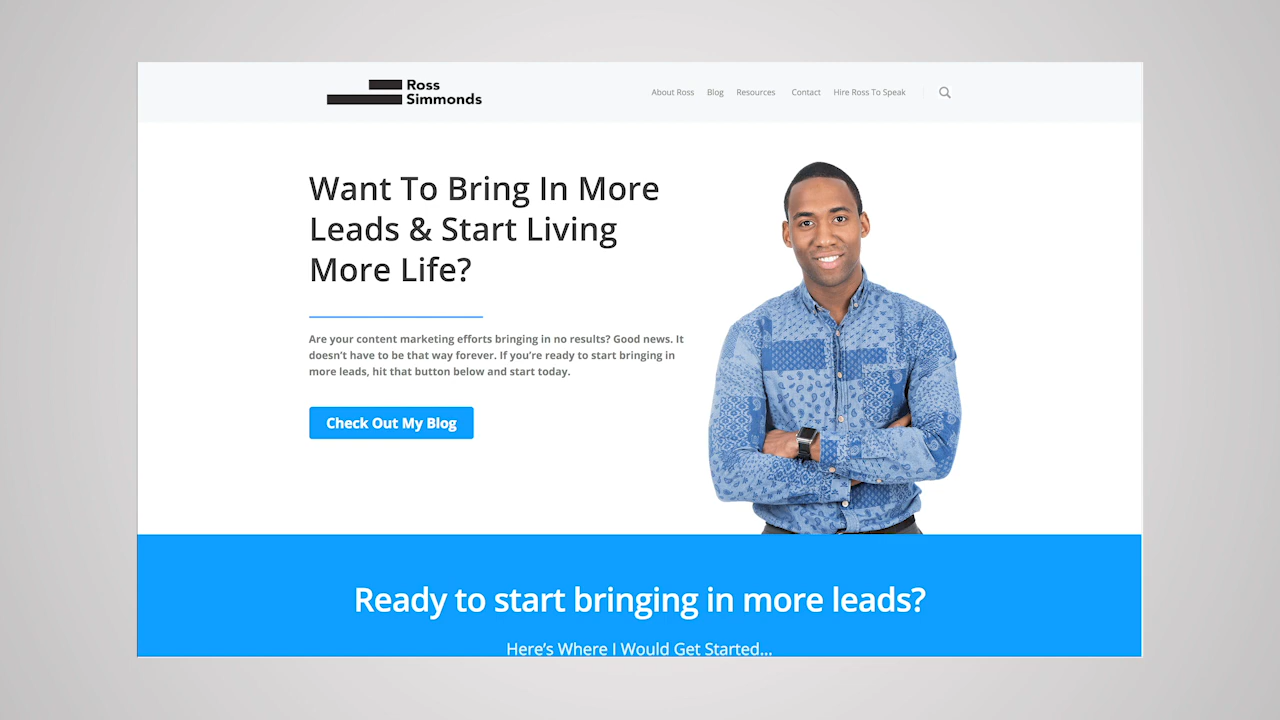 Ross
Simmonds
About Ross Blog Resources Contact Hire Ross To Speak
Want To Bring In More
Leads & Start Living
More Life?
Are your content marketing efforts bringing in no results? Good news. It
doesn’t have to be that way forever. If you’re ready to start bringing in
more leads, hit that button below and start today.
Check Out My Blog
Ready to start bringing in more leads?
Here’s Where I Would Get Started...